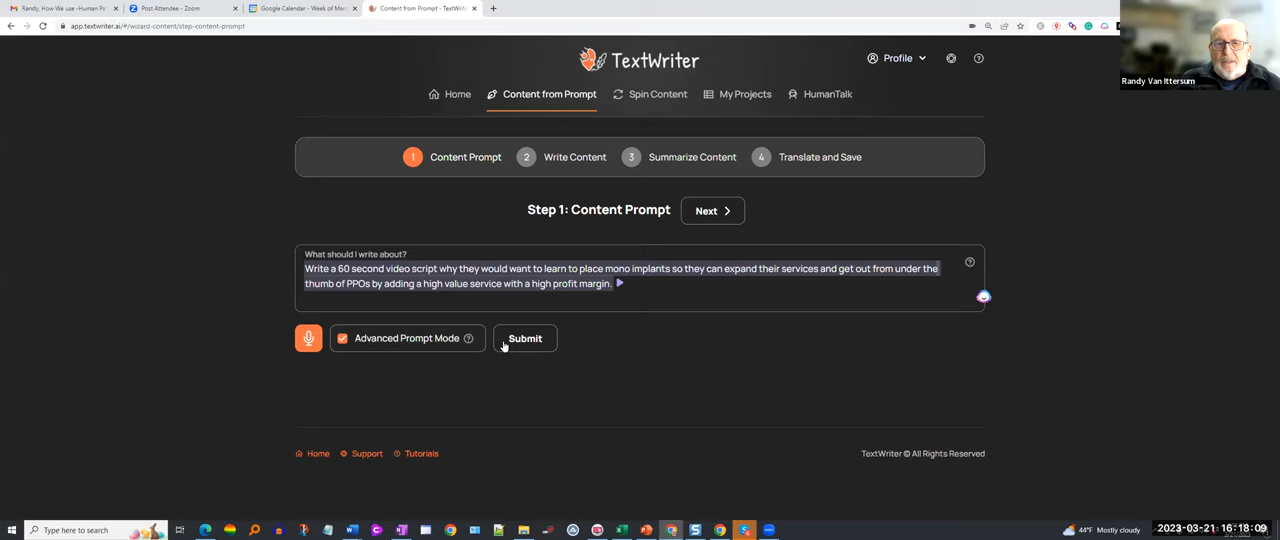 Randy, How We use -Human Pa
Post Attendee - Zoom
Google Calendar - Week of Marc
Content from Prompt - TextWriter
app.textwriter.ai/#/wizard-content/step-content-prompt
Randy Van Ittersum
TextWriter
Profile
Home
Content from Prompt
Spin Content
My Projects
HumanTalk
1 Content Prompt
2 Write Content
3 Summarize Content
4 Translate and Save
Step 1: Content Prompt
Next
What should I write about?
Write a 60 second video script why they would want to learn to place mono implants so they can expand their services and get out from under the
thumb of PPOs by adding a high value service with a high profit margin.
Advanced Prompt Mode
Submit
Home
Support
Tutorials
TextWriter © All Rights Reserved
Type here to search
44°F Mostly cloudy
2023-03-21 16:18:09